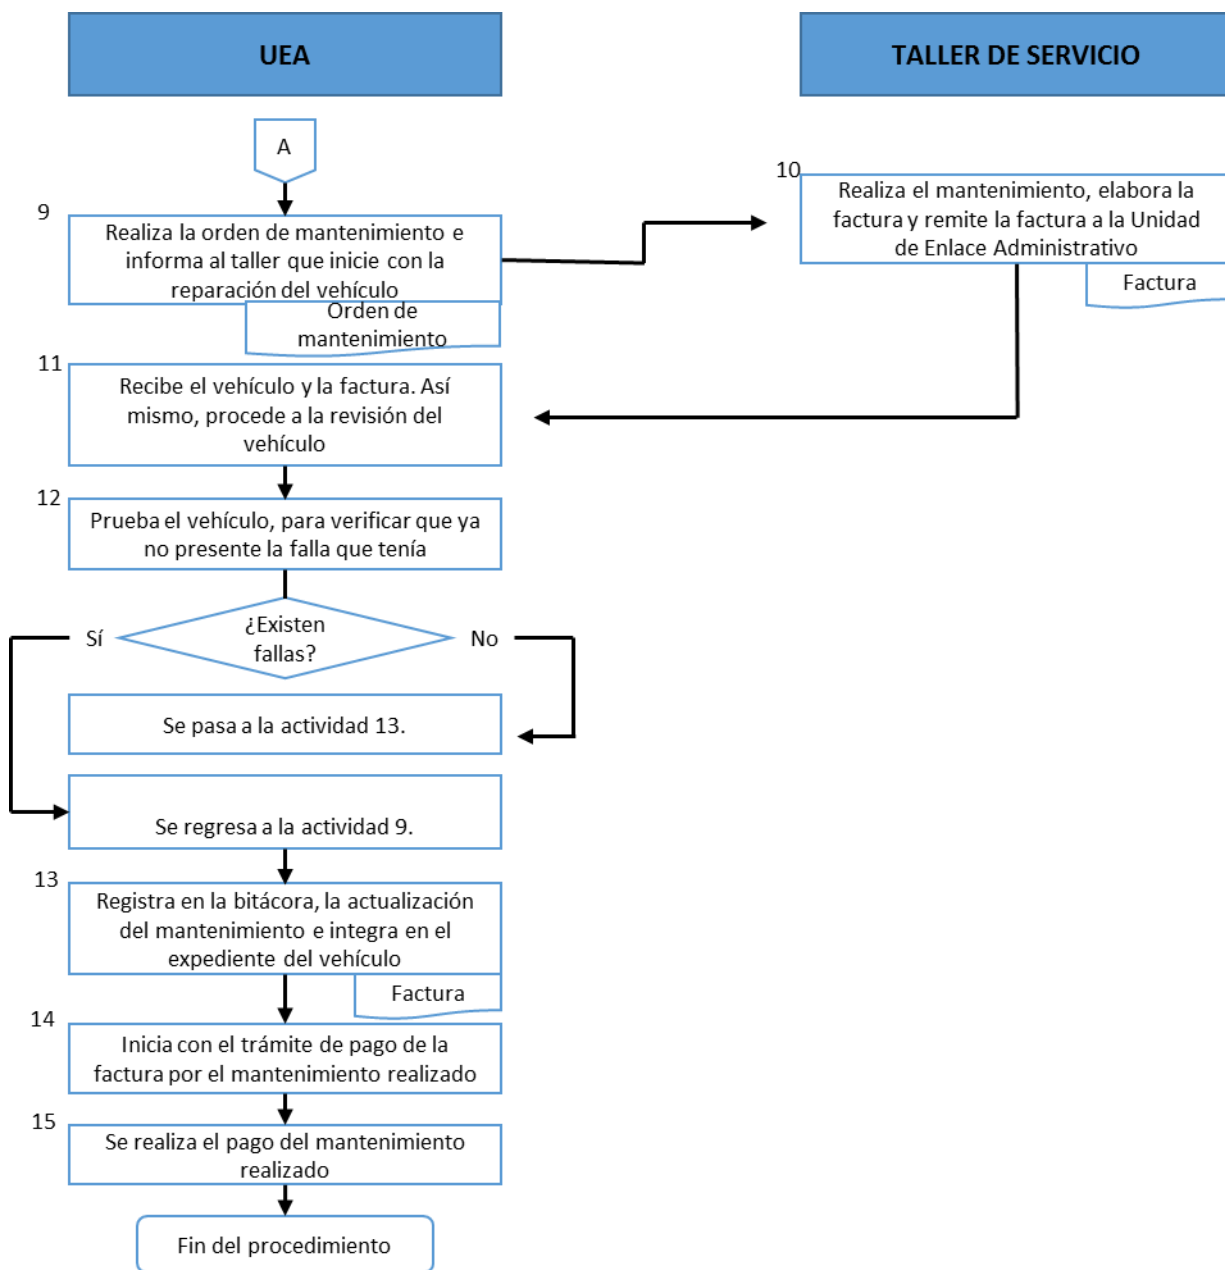 UEA
TALLER DE SERVICIO
A
9
Realiza la orden de mantenimiento e
informa al taller que inicie con la
reparación del vehículo
Orden de
mantenimiento
10
Realiza el mantenimiento, elabora la
factura y remite la factura a la Unidad
de Enlace Administrativo
Factura
11
Recibe el vehículo y la factura. Así
mismo, procede a la revisión del
vehículo
12
Prueba el vehículo, para verificar que ya
no presente la falla que tenía
Sí
¿Existen
fallas?
No
Se pasa a la actividad 13.
Se regresa a la actividad 9.
13
Registra en la bitácora, la actualización
del mantenimiento e integra en el
expediente del vehículo
Factura
14
Inicia con el trámite de pago de la
factura por el mantenimiento realizado
15
Se realiza el pago del mantenimiento
realizado
Fin del procedimiento